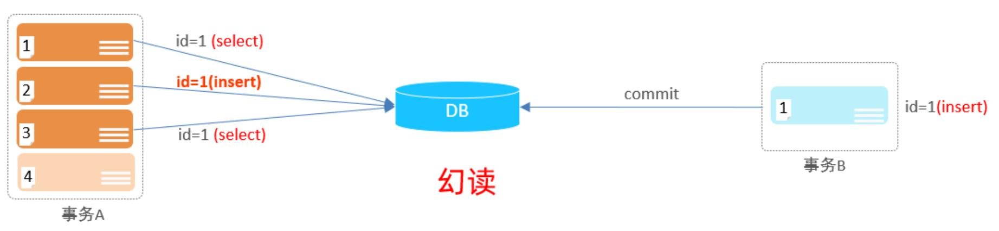 1
id=1 (select)
2
id=1(insert)
3
id=1 (select)
4
事务A
DB
幻读
commit
1
id=1(insert)
事务B